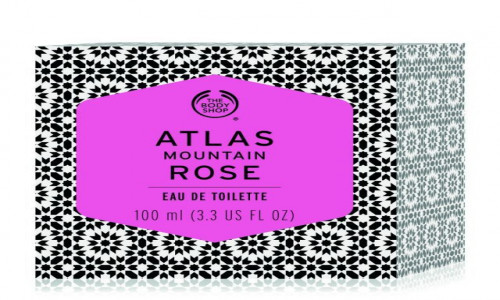 THE
BODY
SHOP
®
ATLAS
MOUNTAIN
ROSE
EAU DE TOILETTE
100 ml (3.3 US FL OZ)